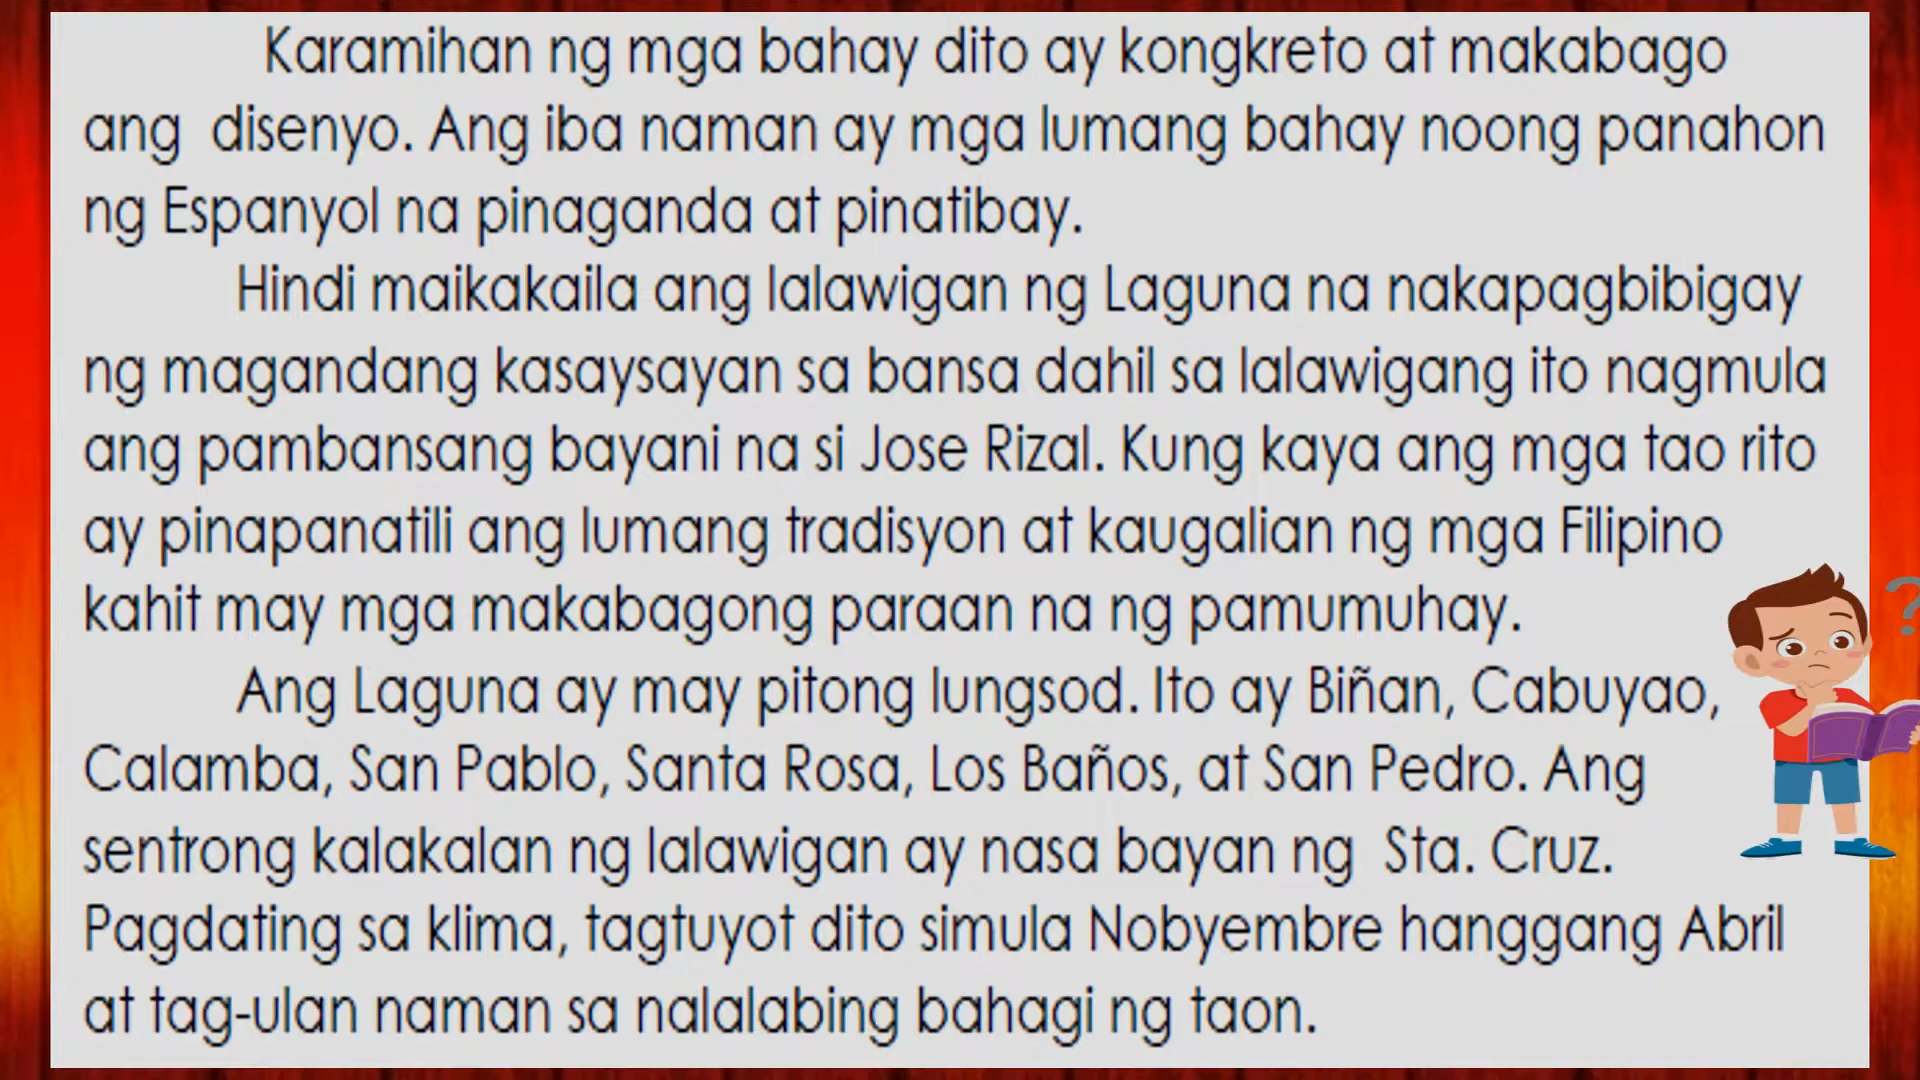 Karamihan ng mga bahay dito ay kongkreto at makabago
ang disenyo. Ang iba naman ay mga lumang bahay noong panahon
ng Espanyol na pinaganda at pinatibay.
Hindi maikakaila ang lalawigan ng Laguna na nakapagbibigay
ng magandang kasaysayan sa bansa dahil sa lalawigang ito nagmula
ang pambansang bayani na si Jose Rizal. Kung kaya ang mga tao rito
ay pinapanatili ang lumang tradisyon at kaugalian ng mga Filipino
kahit may mga makabagong paraan na ng pamumuhay.
Ang Laguna ay may pitong lungsod. Ito ay Biñan, Cabuyao,
Calamba, San Pablo, Santa Rosa, Los Baños, at San Pedro. Ang
sentrong kalakalan ng lalawigan ay nasa bayan ng Sta. Cruz.
Pagdating sa klima, tagtuyot dito simula Nobyembre hanggang Abril
at tag-ulan naman sa nalalabing bahagi ng taon.
?